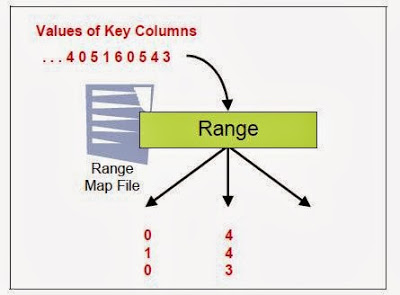 Values of Key Columns
. . . 4 0 5 1 6 0 5 4 3
Range
Range
Map File
0 4
1 4
0 3